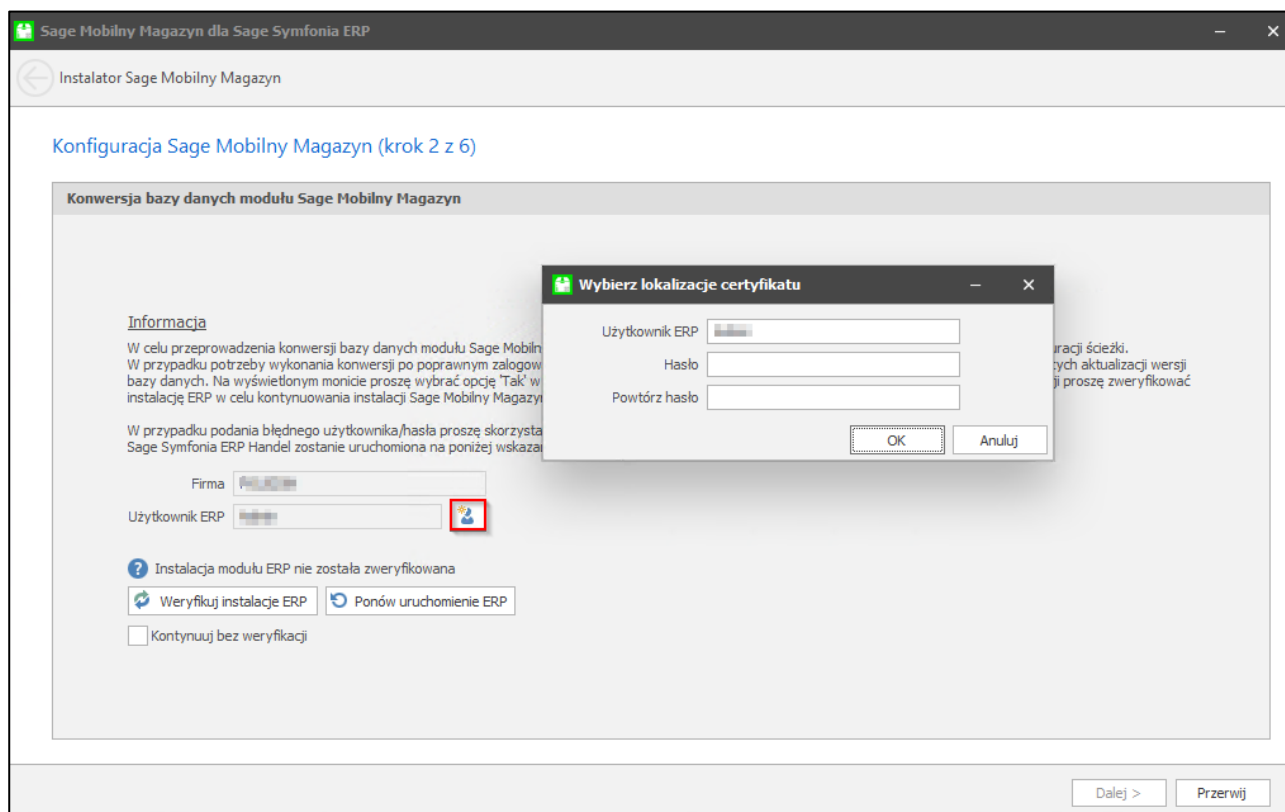 Sage Mobilny Magazyn dla Sage Symfonia ERP
Instalator Sage Mobilny Magazyn
Konfiguracja Sage Mobilny Magazyn (krok 2 z 6)
Konwersja bazy danych modułu Sage Mobilny Magazyn
Wybierz lokalizacje certyfikatu
Użytkownik ERP
Hasło
Powtórz hasło
OK Anuluj
Informacja
W celu przeprowadzenia konwersji bazy danych modułu Sage Mobiln uracji ścieżki.
W przypadku potrzeby wykonania konwersji po poprawnym zalogow ych aktualizacji wersji
bazy danych. Na wyświetlonym monicie proszę wybrać opcję 'Tak' w ji proszę zweryfikować
instalację ERP w celu kontynuowania instalacji Sage Mobilny Magazyn
W przypadku podania błędnego użytkownika/hasła proszę skorzysta
Sage Symfonia ERP Handel zostanie uruchomiona na poniżej wskazan
Firma
Użytkownik ERP
Instalacja modułu ERP nie została zweryfikowana
Weryfikuj instalacje ERP Ponów uruchomienie ERP
Kontynuuj bez weryfikacji
Dalej > Przerwij